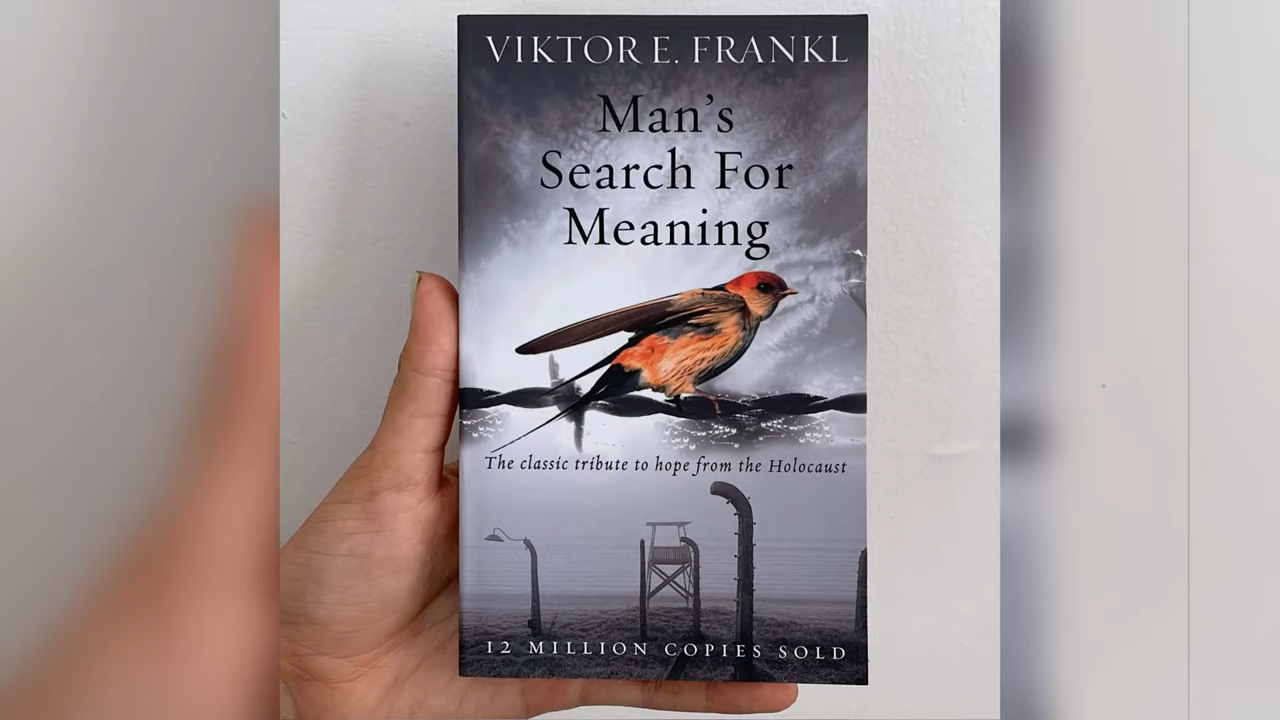 VIKTOR E. FRANKL
Man's
Search For
Meaning
The classic tribute to hope from the Holocaust
12 MILLION COPIES SOLD